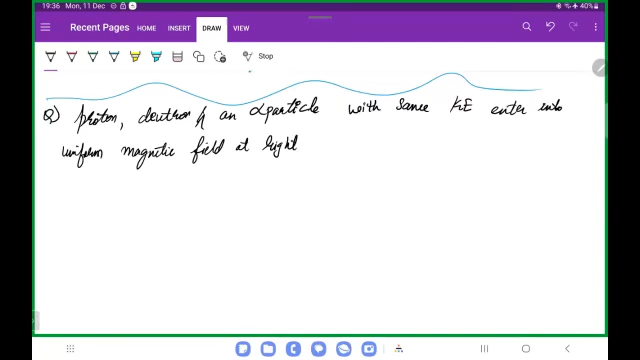 19:36 Mon, 11 Dec 40%
Recent Pages HOME INSERT DRAW VIEW
Stop
Q) proton, deutron & an α particle with same KE enter into
uniform magnetic field at right